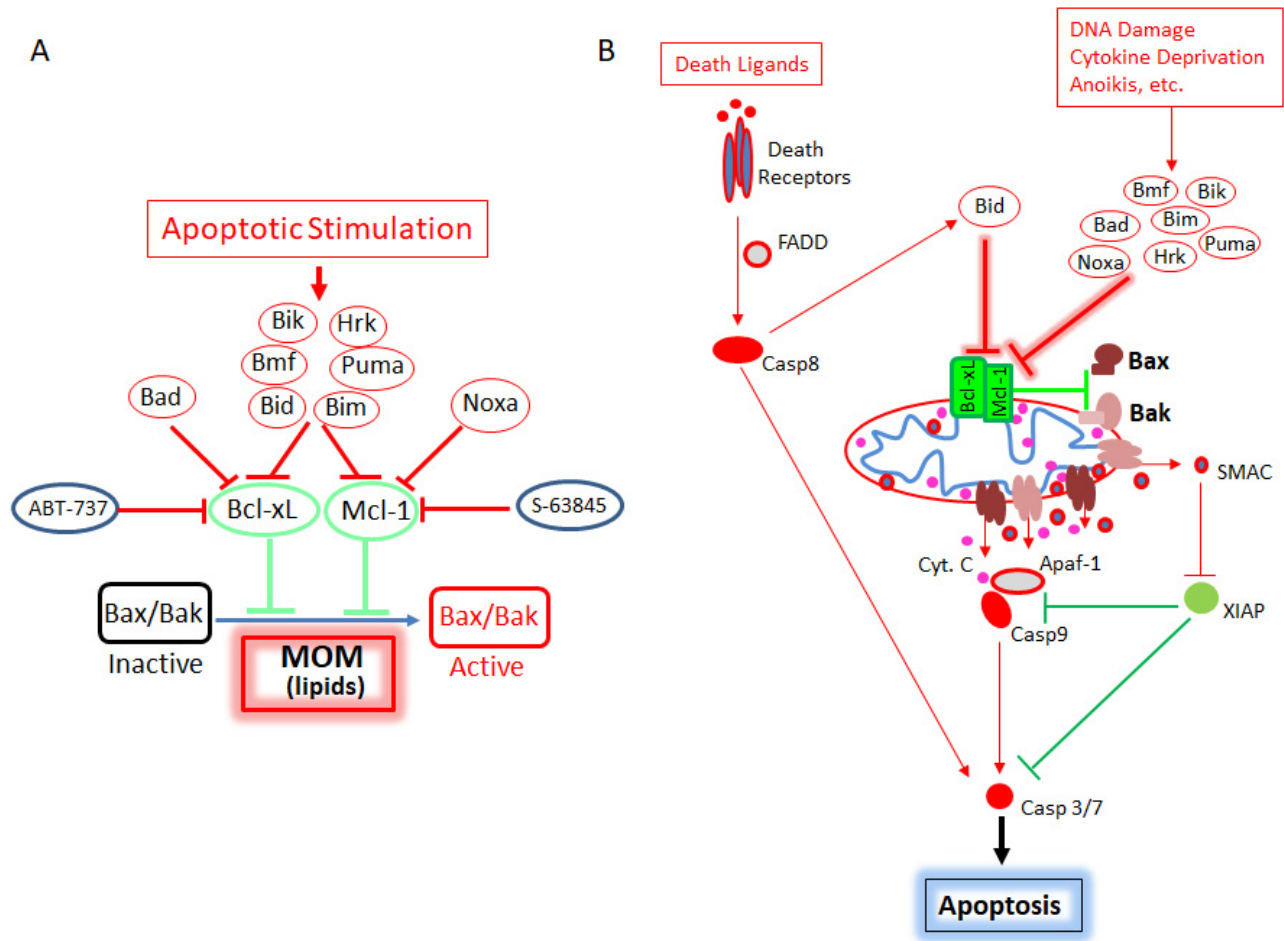 A
Apoptotic Stimulation
Bik
Hrk
Bmf
Puma
Bad
Bid
Bim
Noxa
ABT-737
Bcl-xL
Mcl-1
S-63845
Bax/Bak
Inactive
MOM
(lipids)
Bax/Bak
Active
B
Death Ligands
DNA Damage
Cytokine Deprivation
Anoikis, etc.
Death
Receptors
FADD
Casp8
Bid
Bmf
Bik
Bad
Bim
Puma
Noxa
Hrk
Bcl-xL
Mcl-1
Bax
Bak
SMAC
Cyt. C
Apaf-1
Casp9
XIAP
Casp 3/7
Apoptosis